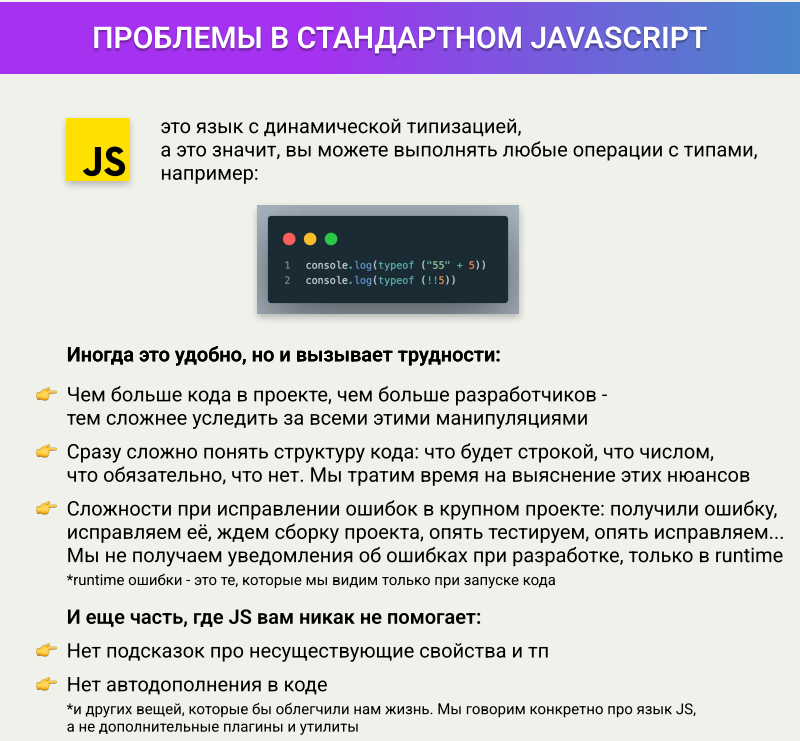 ПРОБЛЕМЫ В СТАНДАРТНОМ JAVASCRIPT
JS
это язык с динамической типизацией,
а это значит, вы можете выполнять любые операции с типами,
например:
1 console.log(typeof ("55" + 5))
2 console.log(typeof (!!5))
Иногда это удобно, но и вызывает трудности:
👉 Чем больше кода в проекте, чем больше разработчиков -
тем сложнее уследить за всеми этими манипуляциями
👉 Сразу сложно понять структуру кода: что будет строкой, что числом,
что обязательно, что нет. Мы тратим время на выяснение этих нюансов
👉 Сложности при исправлении ошибок в крупном проекте: получили ошибку,
исправляем её, ждем сборку проекта, опять тестируем, опять исправляем...
Мы не получаем уведомления об ошибках при разработке, только в runtime
*runtime ошибки - это те, которые мы видим только при запуске кода
И еще часть, где JS вам никак не помогает:
👉 Нет подсказок про несуществующие свойства и тп
👉 Нет автодополнения в коде
*и других вещей, которые бы облегчили нам жизнь. Мы говорим конкретно про язык JS,
а не дополнительные плагины и утилиты